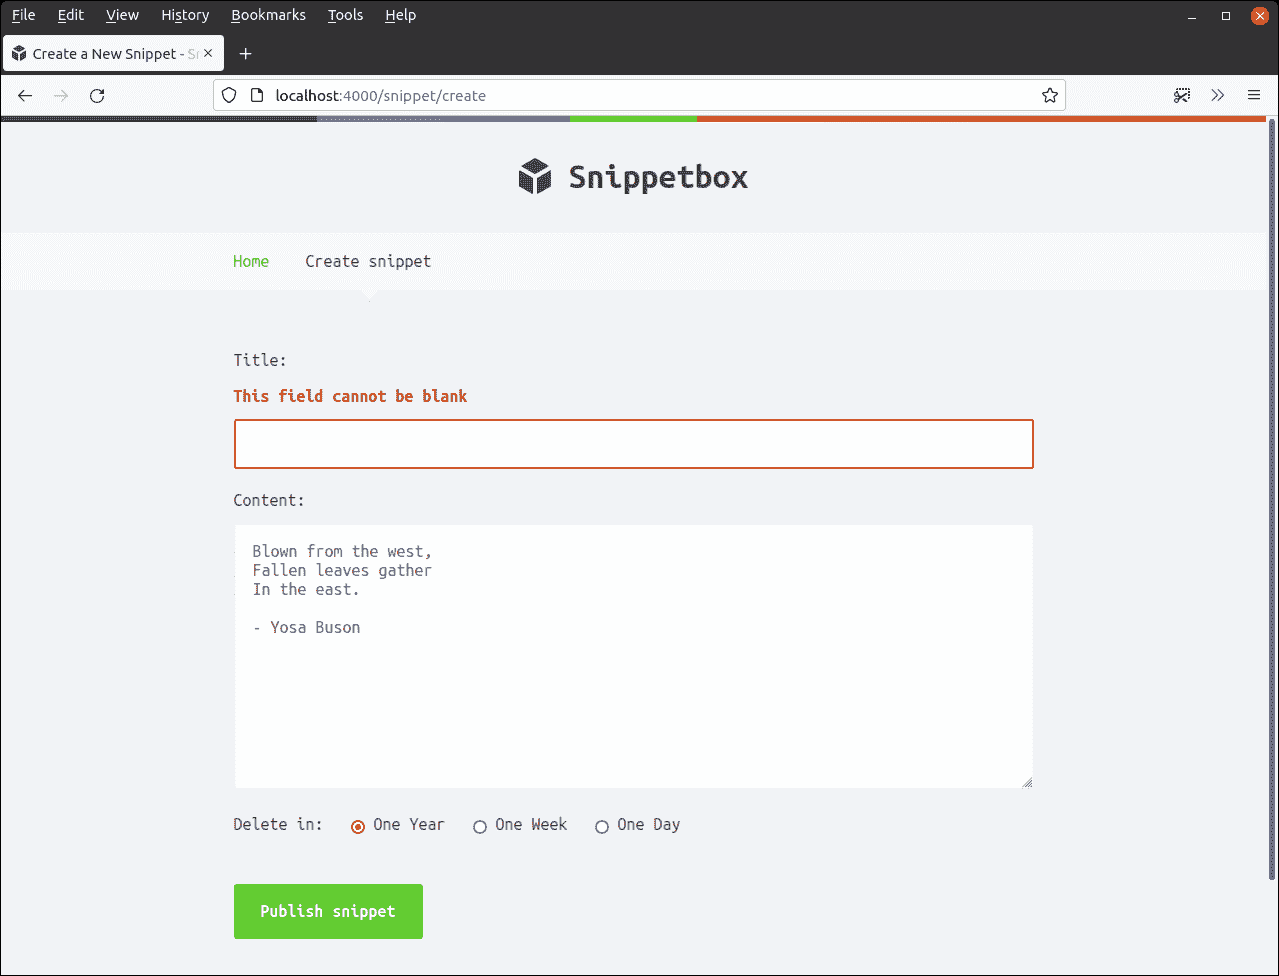 File Edit View History Bookmarks Tools Help
Create a New Snippet - Sn
localhost:4000/snippet/create
Snippetbox
Home Create snippet
Title:
This field cannot be blank
Content:
Blown from the west,
Fallen leaves gather
In the east.
- Yosa Buson
Delete in: One Year One Week One Day
Publish snippet